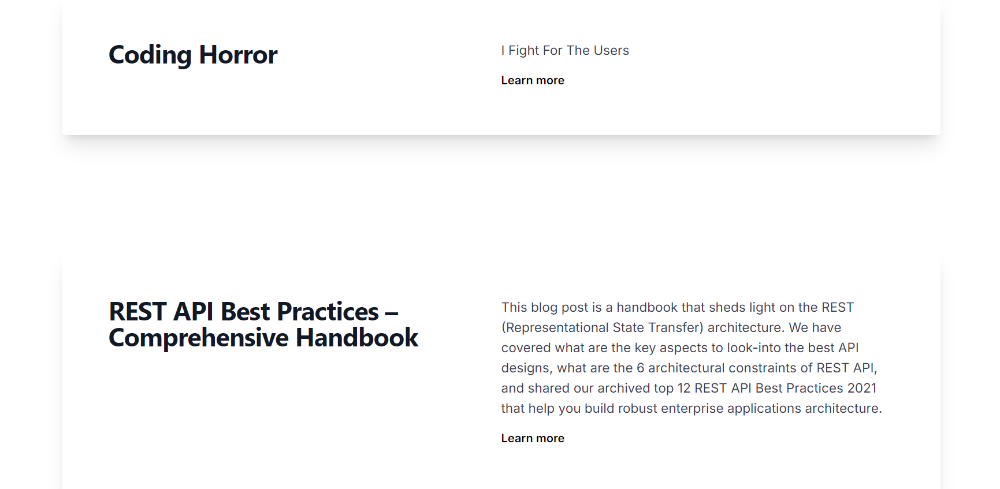 Coding Horror
I Fight For The Users
Learn more
REST API Best Practices –
Comprehensive Handbook
This blog post is a handbook that sheds light on the REST
(Representational State Transfer) architecture. We have
covered what are the key aspects to look-into the best API
designs, what are the 6 architectural constraints of REST API,
and shared our archived top 12 REST API Best Practices 2021
that help you build robust enterprise applications architecture.
Learn more